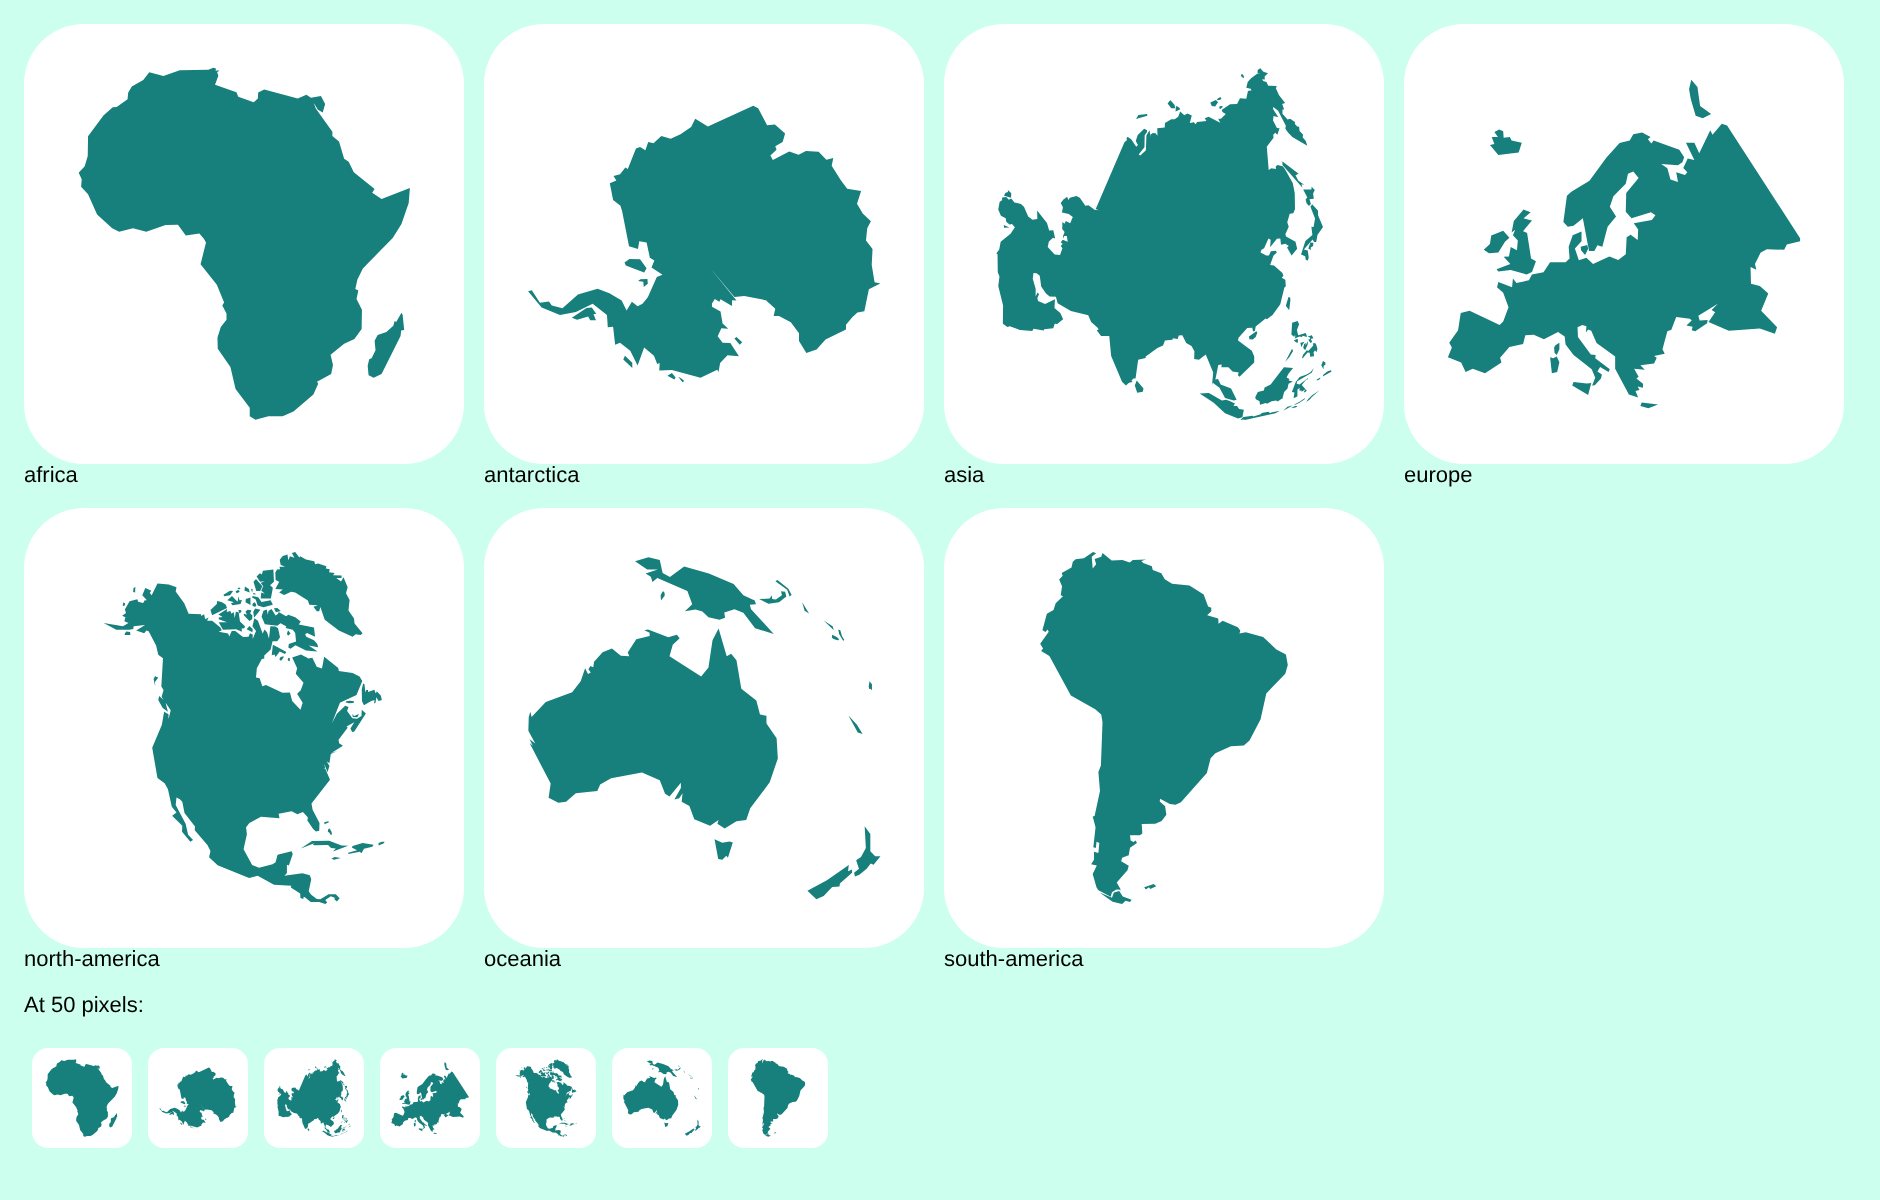 africa
antarctica
asia
europe
north-america
oceania
south-america
At 50 pixels: